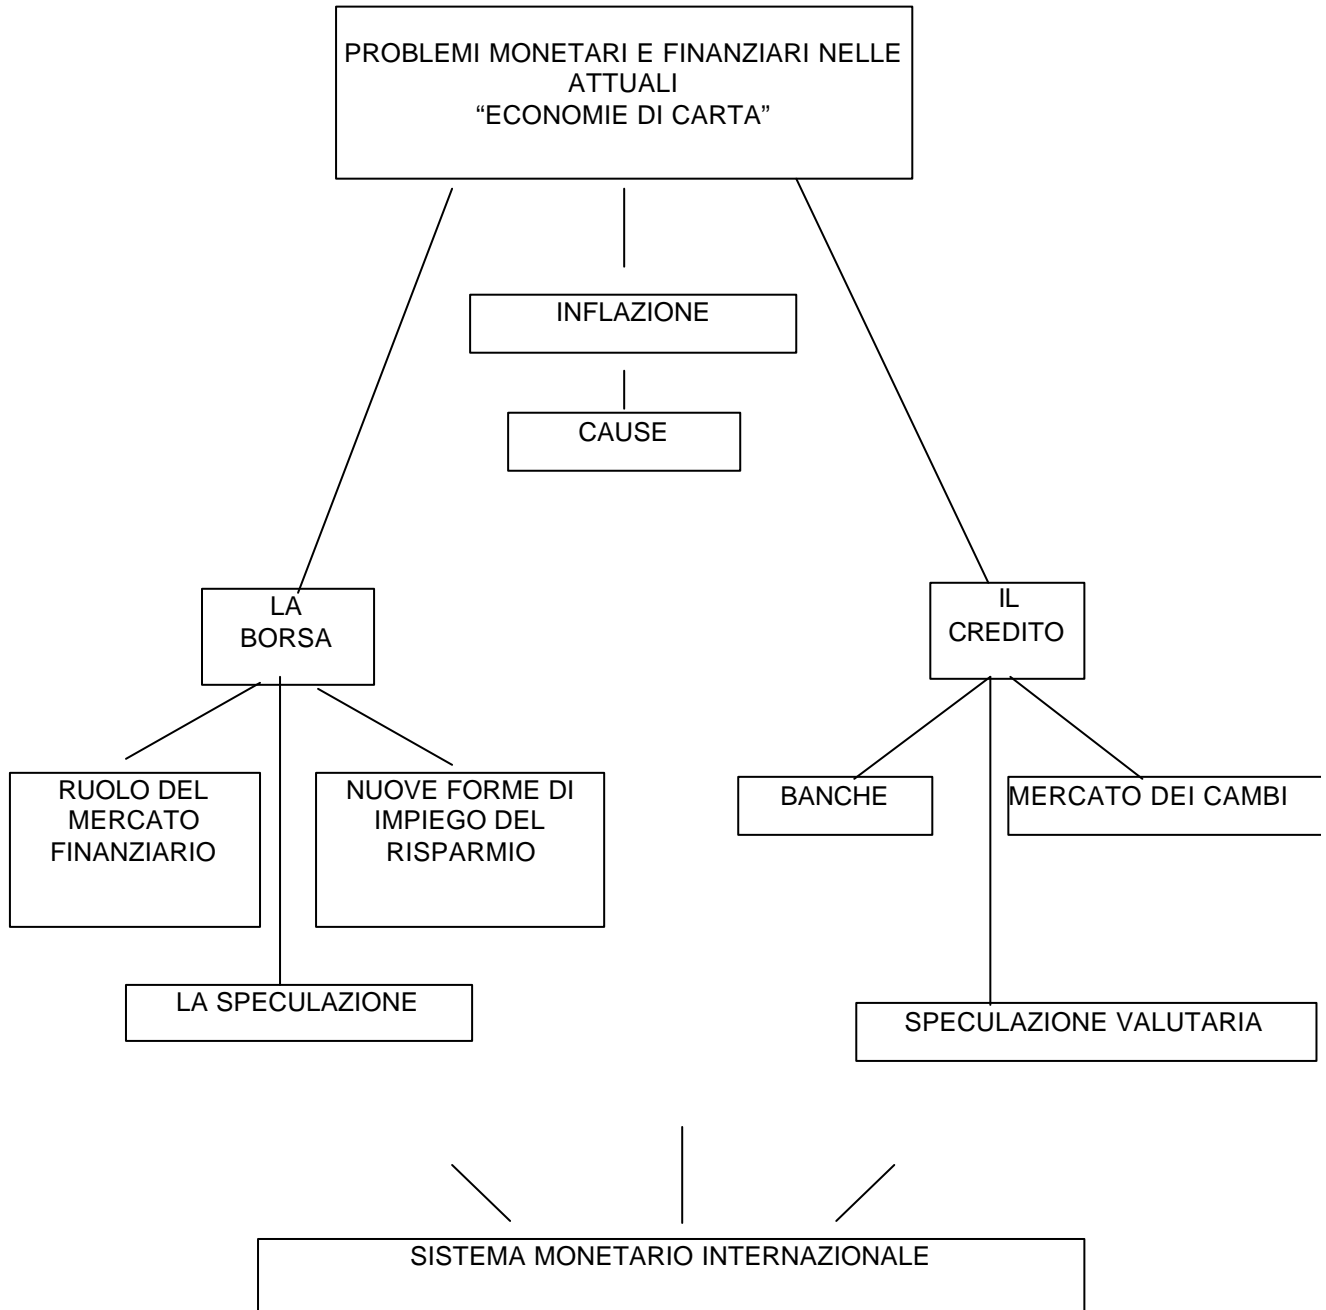 PROBLEMI MONETARI E FINANZIARI NELLE
ATTUALI
“ECONOMIE DI CARTA”
INFLAZIONE
CAUSE
LA
BORSA
IL
CREDITO
RUOLO DEL
MERCATO
FINANZIARIO
NUOVE FORME DI
IMPIEGO DEL
RISPARMIO
BANCHE
MERCATO DEI CAMBI
LA SPECULAZIONE
SPECULAZIONE VALUTARIA
SISTEMA MONETARIO INTERNAZIONALE